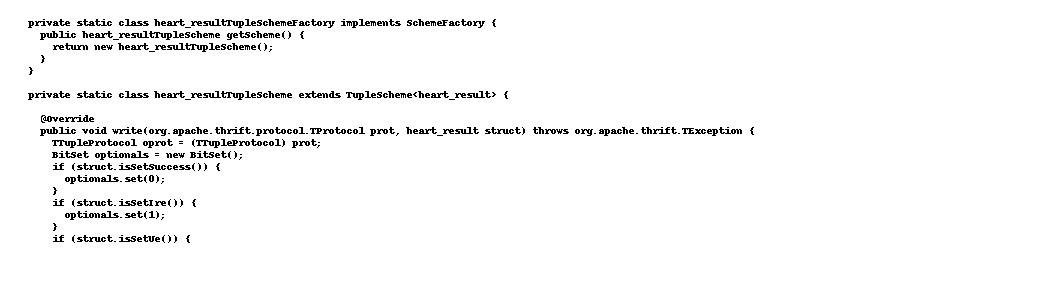 private static class heart_resultTupleSchemeFactory implements SchemeFactory {
public heart_resultTupleScheme getScheme() {
return new heart_resultTupleScheme();
}
}
private static class heart_resultTupleScheme extends TupleScheme<heart_result> {
@Override
public void write(org.apache.thrift.protocol.TProtocol prot, heart_result struct) throws org.apache.thrift.TException {
TTupleProtocol oprot = (TTupleProtocol) prot;
BitSet optionals = new BitSet();
if (struct.isSetSuccess()) {
optionals.set(0);
}
if (struct.isSetIre()) {
optionals.set(1);
}
if (struct.isSetUe()) {